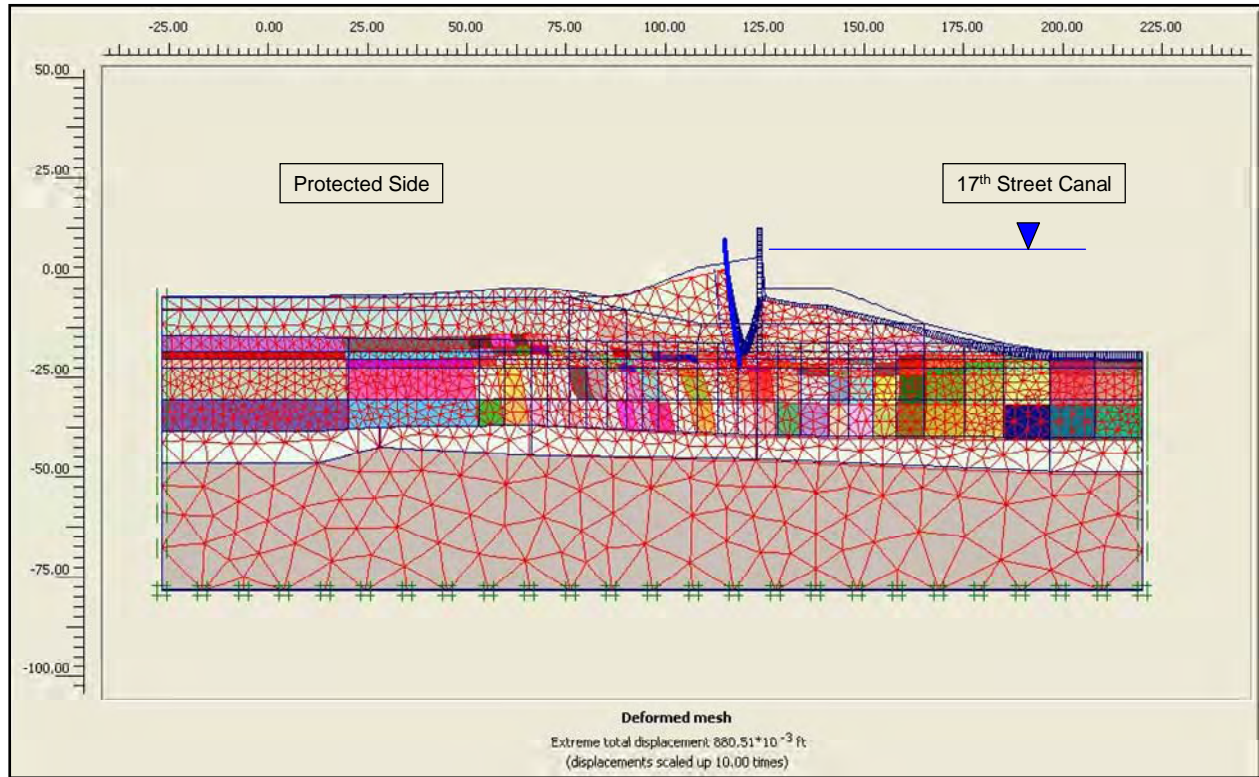 -25.00 0.00 25.00 50.00 75.00 100.00 125.00 150.00 175.00 200.00 225.00
50.00
25.00
0.00
-25.00
-50.00
-75.00
-100.00
Protected Side
17th Street Canal
Deformed mesh
Extreme total displacement 880.51*10-3 ft
(displacements scaled up 10.00 times)